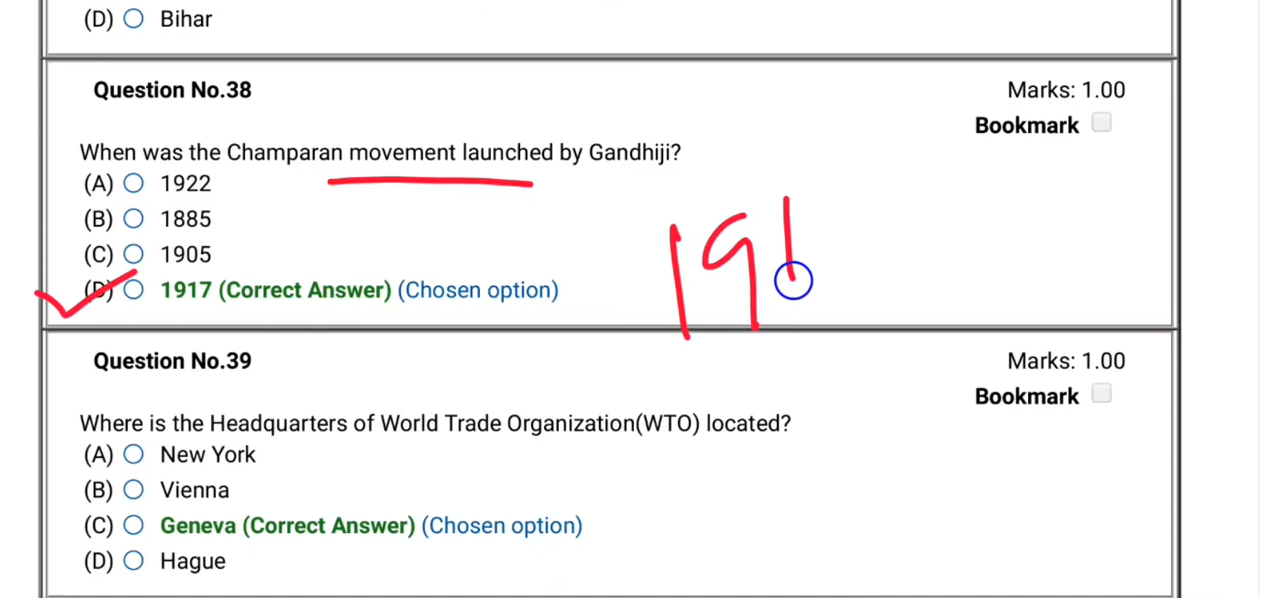 (D) Bihar
Question No.38
Marks: 1.00
Bookmark
When was the Champaran movement launched by Gandhiji?
(A) 1922
(B) 1885
(C) 1905
(D) 1917 (Correct Answer) (Chosen option)
191
Question No.39
Marks: 1.00
Bookmark
Where is the Headquarters of World Trade Organization(WTO) located?
(A) New York
(B) Vienna
(C) Geneva (Correct Answer) (Chosen option)
(D) Hague